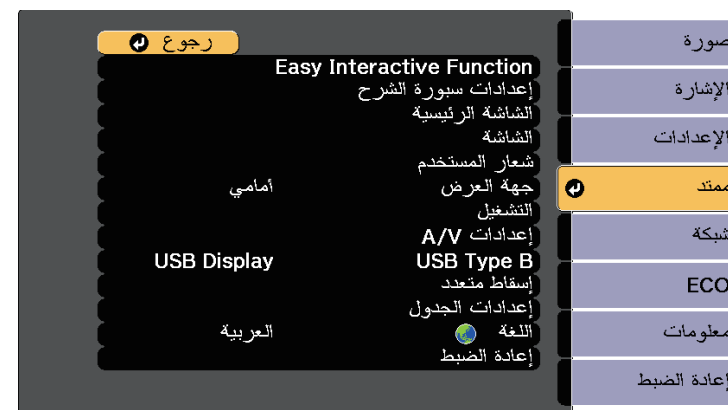 رجوع
Easy Interactive Function
إعدادات سبورة الشرح
الشاشة الرئيسية
الشاشة
شعار المستخدم
جهة العرض أمامي
التشغيل
إعدادات A/V
USB Type B USB Display
إسقاط متعدد
إعدادات الجدول
اللغة العربية
إعادة الضبط
صورة
الإشارة
الإعدادات
ممتد
شبكة
ECO
معلومات
إعادة الضبط